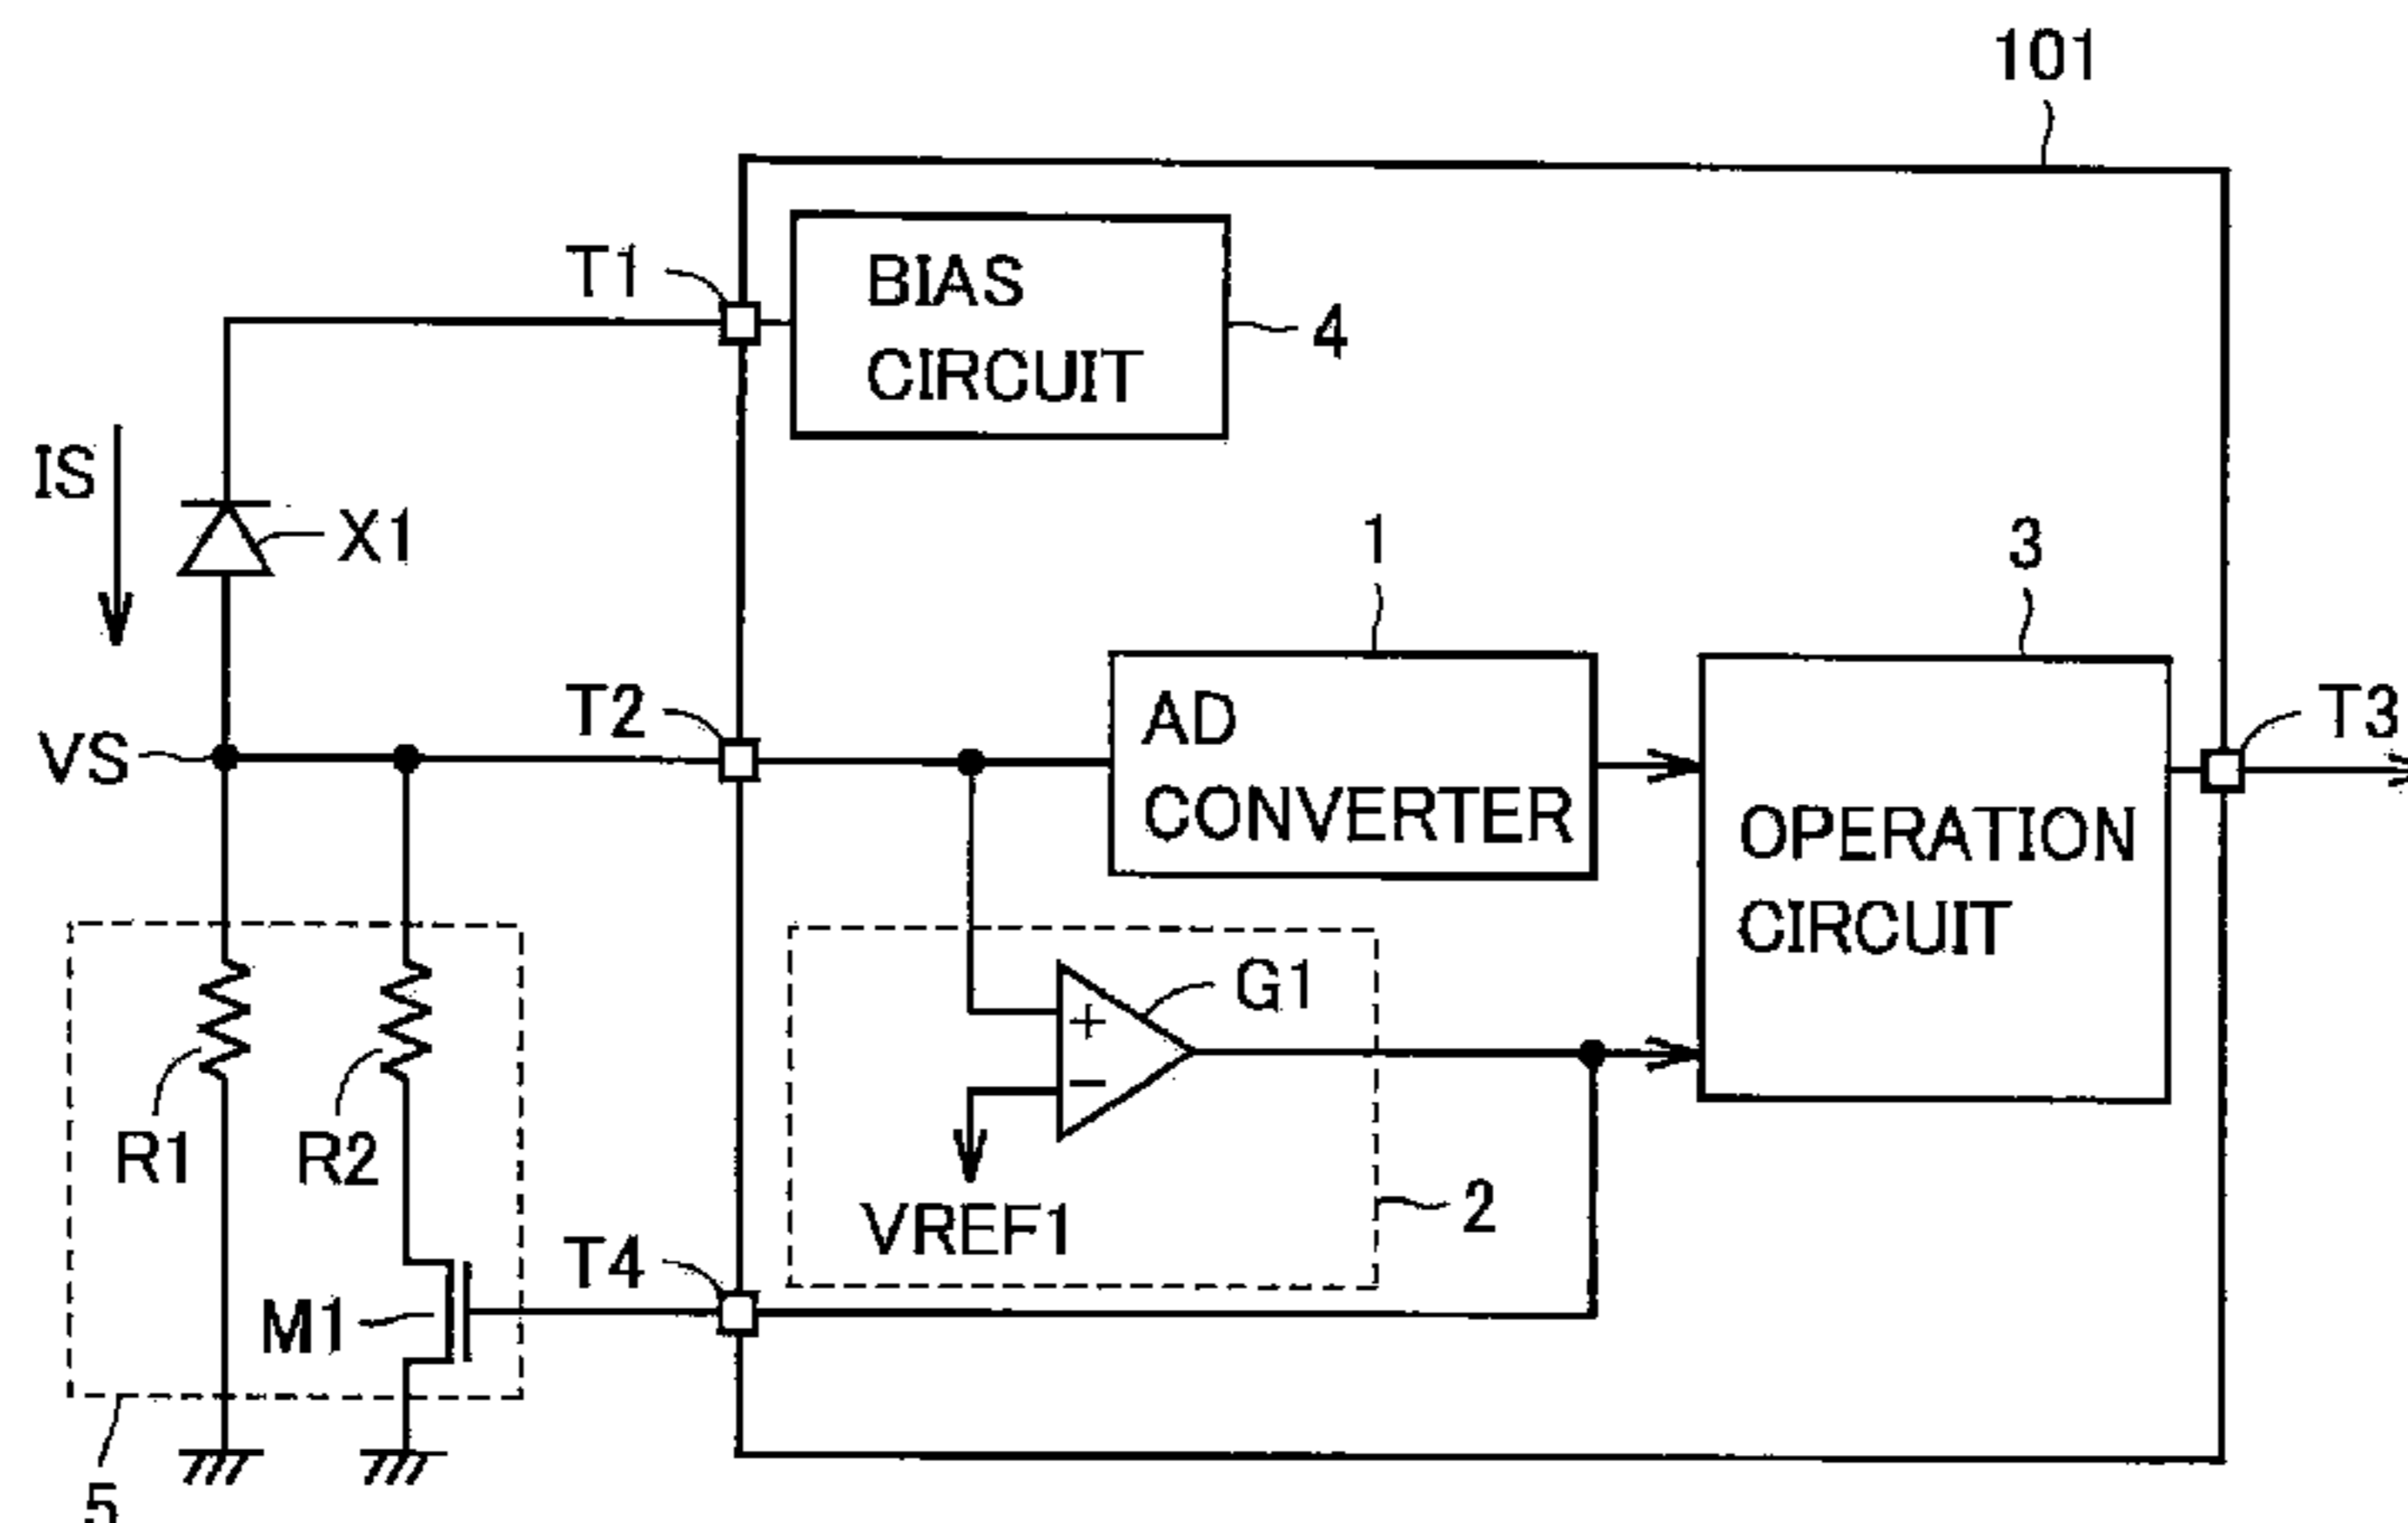 101
T1
BIAS
CIRCUIT
4
IS
X1
1
3
T2
T3
VS
AD
CONVERTER
OPERATION
CIRCUIT
G1
+
−
R1
R2
VREF1
2
T4
M1
5